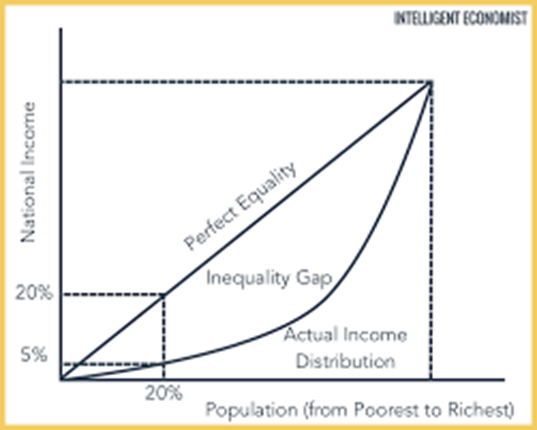 INTELLIGENT ECONOMIST
National Income
Perfect Equality
Inequality Gap
20%
Actual Income
Distribution
5%
20%
Population (from Poorest to Richest)